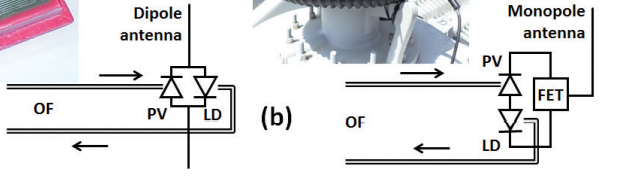 Dipole
antenna
OF
PV
LD
(b)
Monopole
antenna
PV
FET
OF
LD